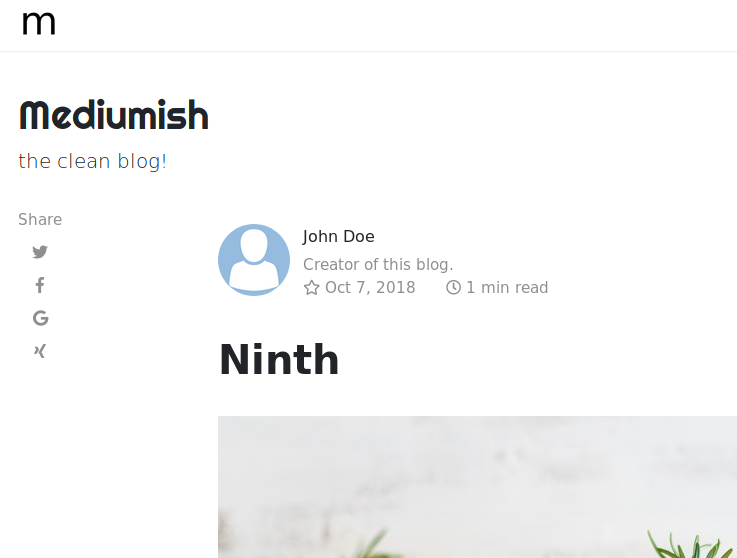 m
Mediumish
the clean blog!
Share
John Doe
Creator of this blog.
Oct 7, 2018 1 min read
Ninth